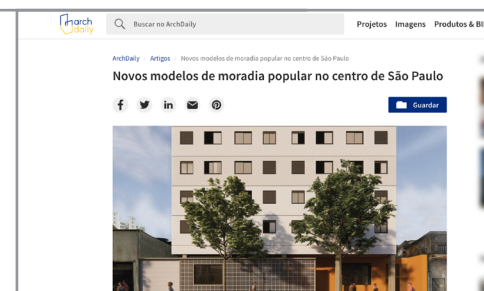 arch
daily
Buscar no ArchDaily
Projetos Imagens Produtos & BI
ArchDaily Artigos Novos modelos de moradia popular no centro de São Paulo
Novos modelos de moradia popular no centro de São Paulo
Guardar